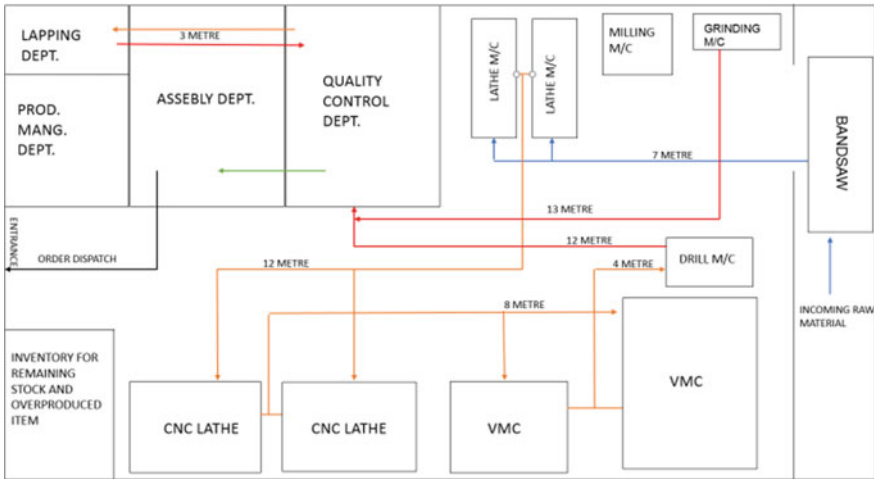 LAPPING
DEPT.
3 METRE
PROD.
MANG.
DEPT.
ASSEBLY DEPT.
QUALITY
CONTROL
DEPT.
LATHE M/C
LATHE M/C
MILLING
M/C
GRINDING
M/C
BANDSAW
7 METRE
13 METRE
12 METRE
ENTRANCE
ORDER DISPATCH
12 METRE
4 METRE
DRILL M/C
8 METRE
INCOMING RAW
MATERIAL
INVENTORY FOR
REMAINING
STOCK AND
OVERPRODUCED
ITEM
CNC LATHE
CNC LATHE
VMC
VMC